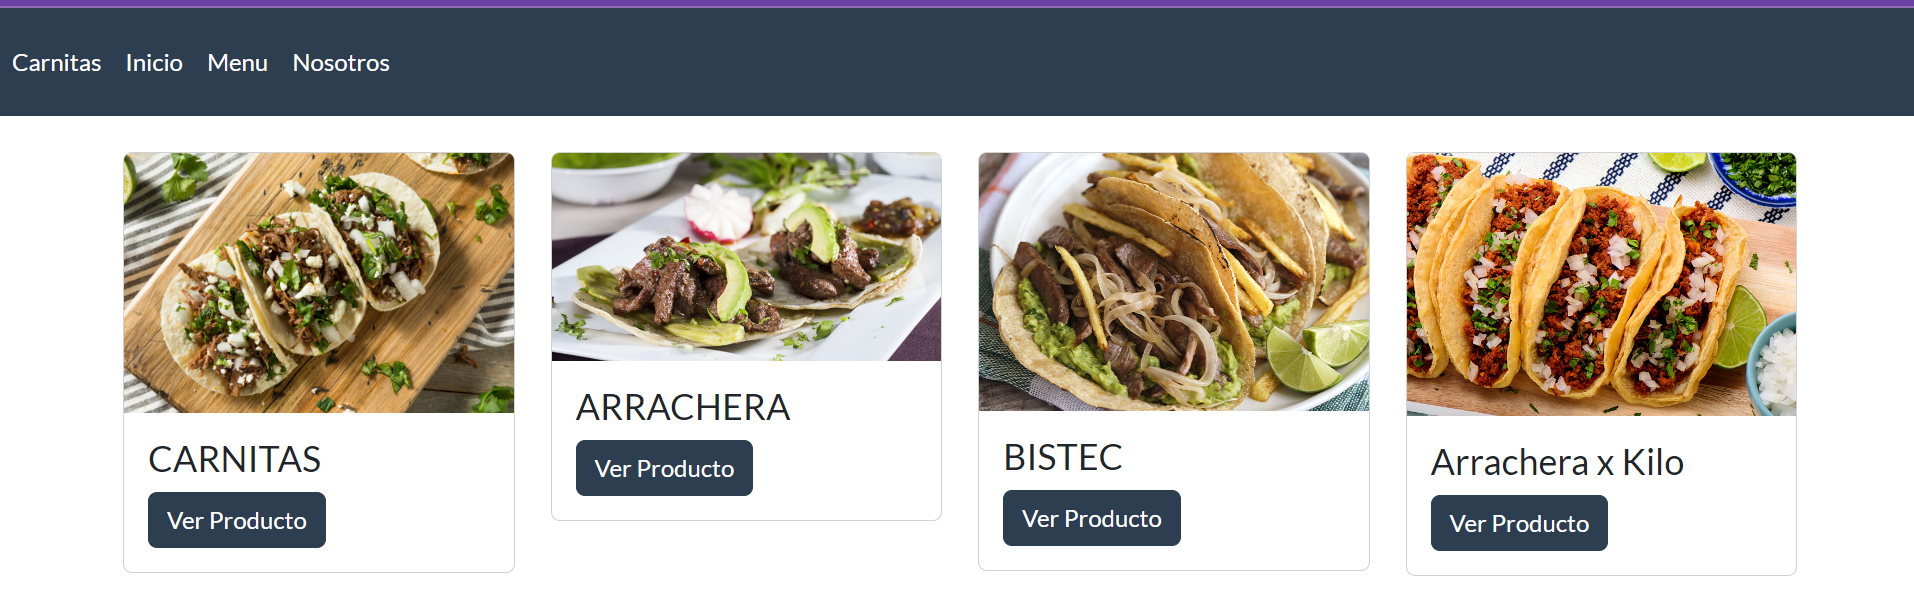 Carnitas Inicio Menu Nosotros
CARNITAS
Ver Producto
ARRACHERA
Ver Producto
BISTEC
Ver Producto
Arrachera x Kilo
Ver Producto